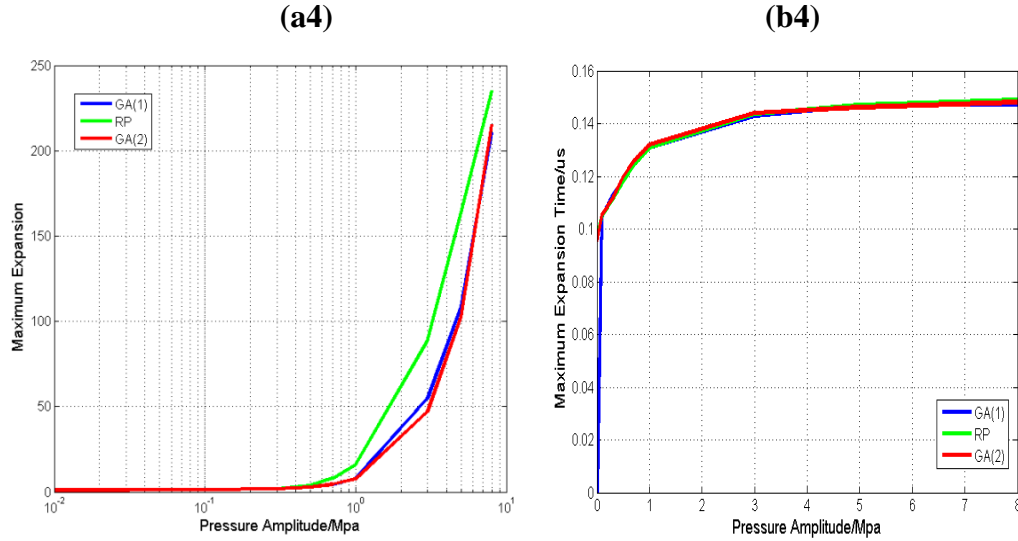 (a4)
(b4)
250
200
150
100
50
0
Maximum Expansion
GA(1)
RP
GA(2)
10^-2
10^-1
10^0
10^1
Pressure Amplitude/Mpa
0.16
0.14
0.12
0.1
0.08
0.06
0.04
0.02
0
Maximum Expansion Time/us
GA(1)
RP
GA(2)
0
1
2
3
4
5
6
7
8
Pressure Amplitude/Mpa